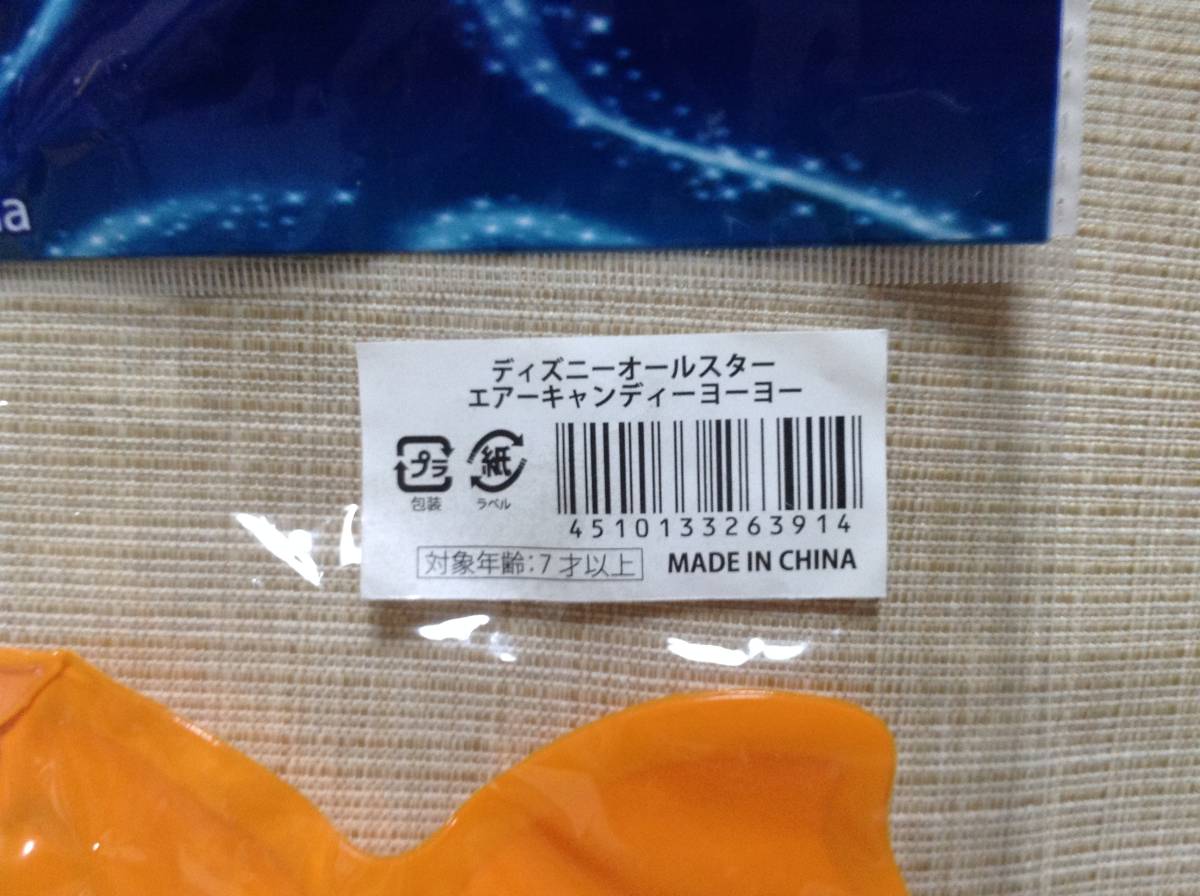 ディズニーオールスター
エアーキャンディーヨーヨー
プラ 紙
包装 ラベル
4510133263914
対象年齢:7才以上 MADE IN CHINA